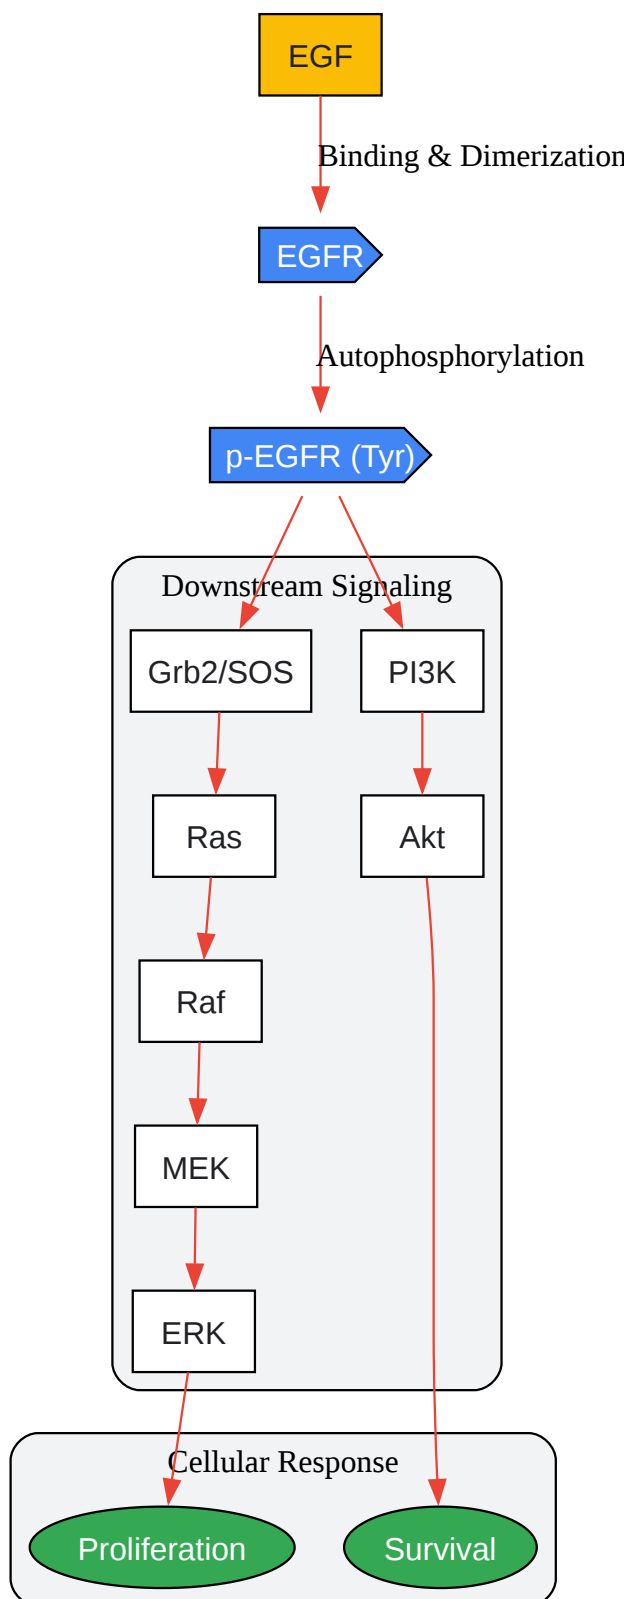 EGF
Binding & Dimerization
EGFR
Autophosphorylation
p-EGFR (Tyr)
Downstream Signaling
Grb2/SOS
PI3K
Ras
Akt
Raf
MEK
ERK
Cellular Response
Proliferation
Survival